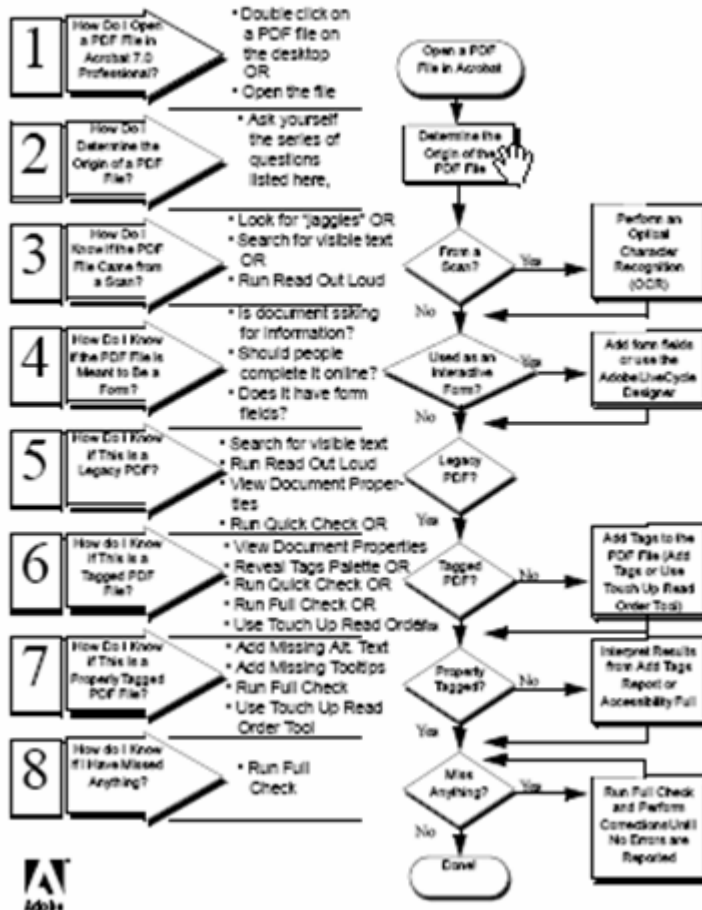 1
How Do I Open
a PDF File in
Acrobat 7.0
Professional?
• Double click on
a PDF file on
the desktop
OR
• Open the file
2
How Do I
Determine the
Origin of a PDF
File?
• Ask yourself
the series of
questions
listed here,
3
How Do I
Know if the PDF
File Came from
a Scan?
• Look for "jaggies" OR
• Search for visible text
OR
• Run Read Out Loud
4
How Do I Know
if the PDF File is
Meant to Be a
Form?
• Is document asking
for information?
• Should people
complete it online?
• Does it have form
fields?
5
How Do I Know
if This is a
Legacy PDF?
• Search for visible text
• Run Read Out Loud
• View Document Proper-
ties
• Run Quick Check OR
6
How do I Know
if This is a
Tagged PDF
File?
• View Document Properties
• Reveal Tags Palette OR
• Run Quick Check OR
• Run Full Check OR
• Use Touch Up Read Order
7
How Do I Know
if This is a
Properly Tagged
PDF File?
• Add Missing Alt. Text
• Add Missing Tooltips
• Run Full Check
• Use Touch Up Read
Order Tool
8
How do I Know
if I Have Missed
Anything?
• Run Full
Check
Adobe
Open a PDF
File in Acrobat
Determine the
Origin of the
PDF File
From a
Scan?
Yes
Perform an
Optical
Character
Recognition
(OCR)
No
Used as an
Interactive
Form?
Yes
Add form fields
or use the
Adobe LiveCycle
Designer
No
Legacy
PDF?
Yes
Tagged
PDF?
No
Add Tags to the
PDF File (Add
Tags or Use
Touch Up Read
Order Tool)
Yes
Properly
Tagged?
No
Interpret Results
from Add Tags
Report or
Accessibility Full
Yes
Miss
Anything?
Yes
Run Full Check
and Perform
Corrections Until
No Errors are
Reported
No
Done!